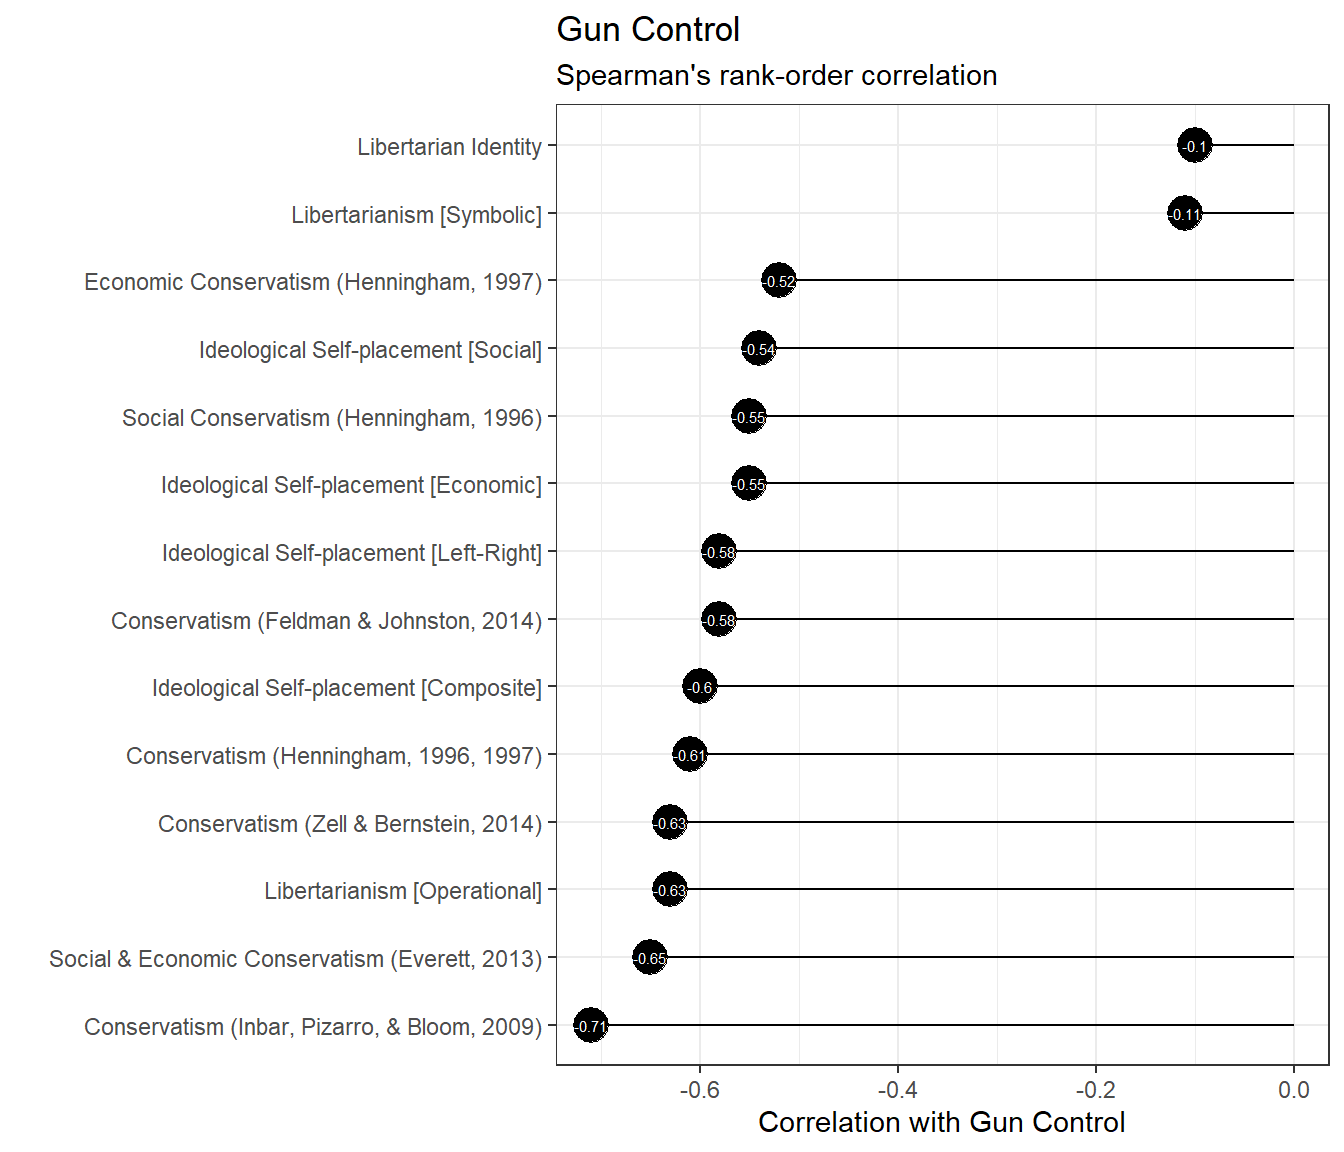 Gun Control
Spearman's rank-order correlation
Libertarian Identity
-0.1
Libertarianism [Symbolic]
-0.11
Economic Conservatism (Henningham, 1997)
-0.52
Ideological Self-placement [Social]
-0.54
Social Conservatism (Henningham, 1996)
-0.55
Ideological Self-placement [Economic]
-0.55
Ideological Self-placement [Left-Right]
-0.58
Conservatism (Feldman & Johnston, 2014)
-0.58
Ideological Self-placement [Composite]
-0.6
Conservatism (Henningham, 1996, 1997)
-0.61
Conservatism (Zell & Bernstein, 2014)
-0.63
Libertarianism [Operational]
-0.63
Social & Economic Conservatism (Everett, 2013)
-0.65
Conservatism (Inbar, Pizarro, & Bloom, 2009)
-0.71
-0.6 -0.4 -0.2 0.0
Correlation with Gun Control